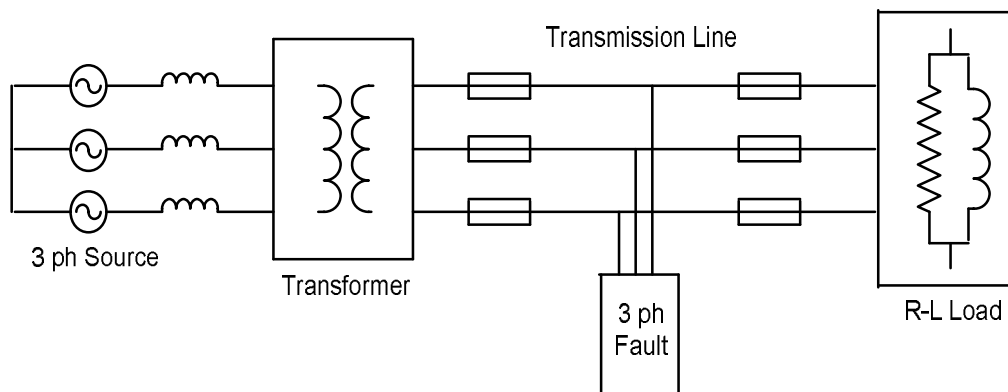 Transmission Line
3 ph Source
Transformer
3 ph
Fault
R-L Load